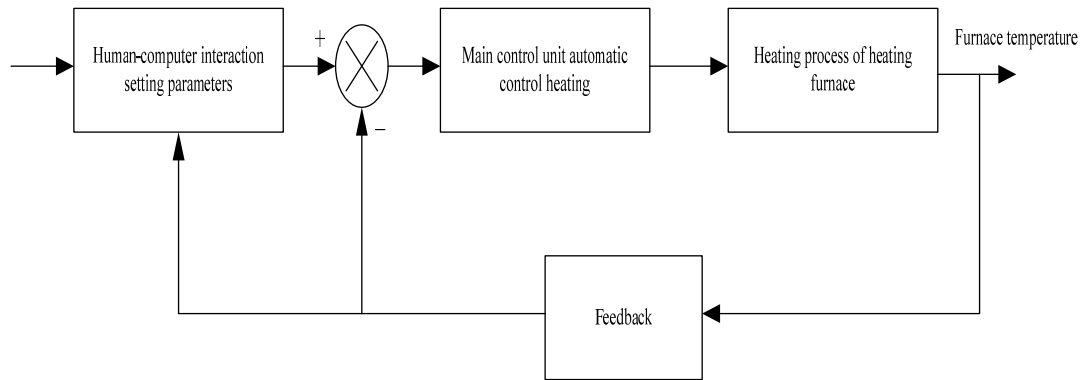 Human-computer interaction
setting parameters
+
−
Main control unit automatic
control heating
Heating process of heating
furnace
Furnace temperature
Feedback